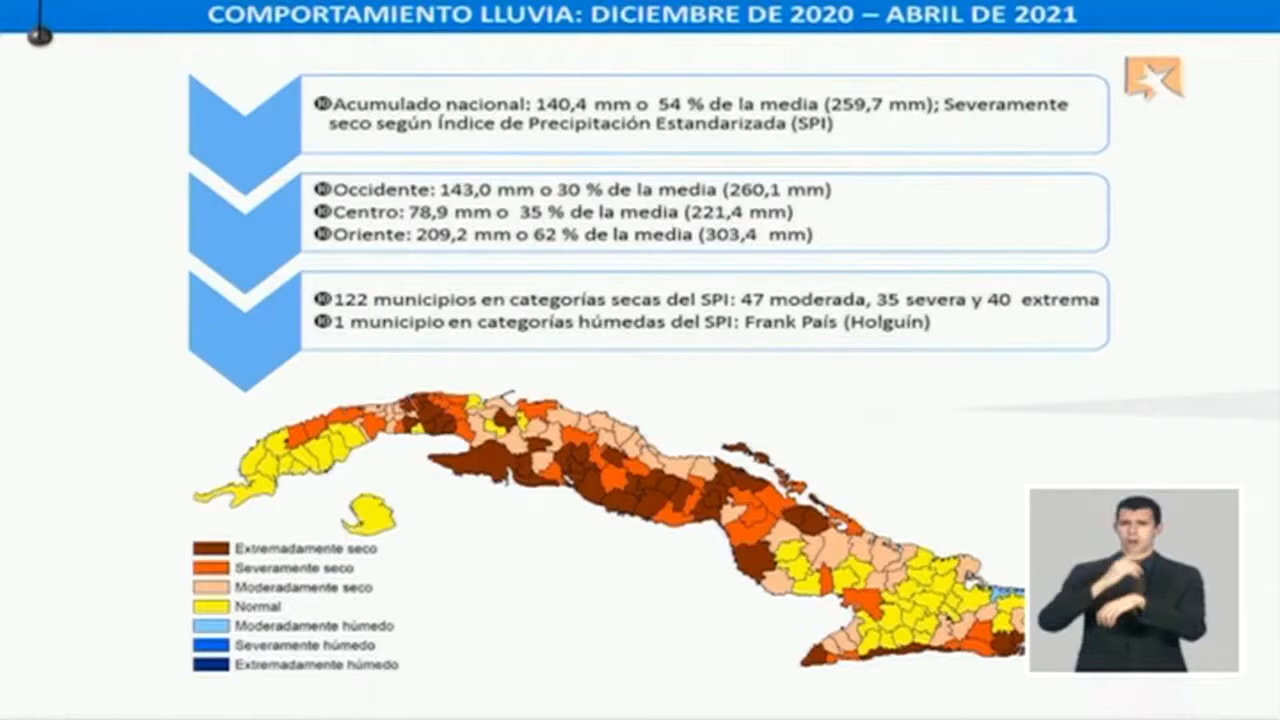 COMPORTAMIENTO LLUVIA: DICIEMBRE DE 2020 – ABRIL DE 2021
Acumulado nacional: 140,4 mm o 54 % de la media (259,7 mm); Severamente
seco según Índice de Precipitación Estandarizada (SPI)
Occidente: 143,0 mm o 30 % de la media (260,1 mm)
Centro: 78,9 mm o 35 % de la media (221,4 mm)
Oriente: 209,2 mm o 62 % de la media (303,4 mm)
122 municipios en categorías secas del SPI: 47 moderada, 35 severa y 40 extrema
1 municipio en categorías húmedas del SPI: Frank País (Holguín)
Extremadamente seco
Severamente seco
Moderadamente seco
Normal
Moderadamente húmedo
Severamente húmedo
Extremadamente húmedo